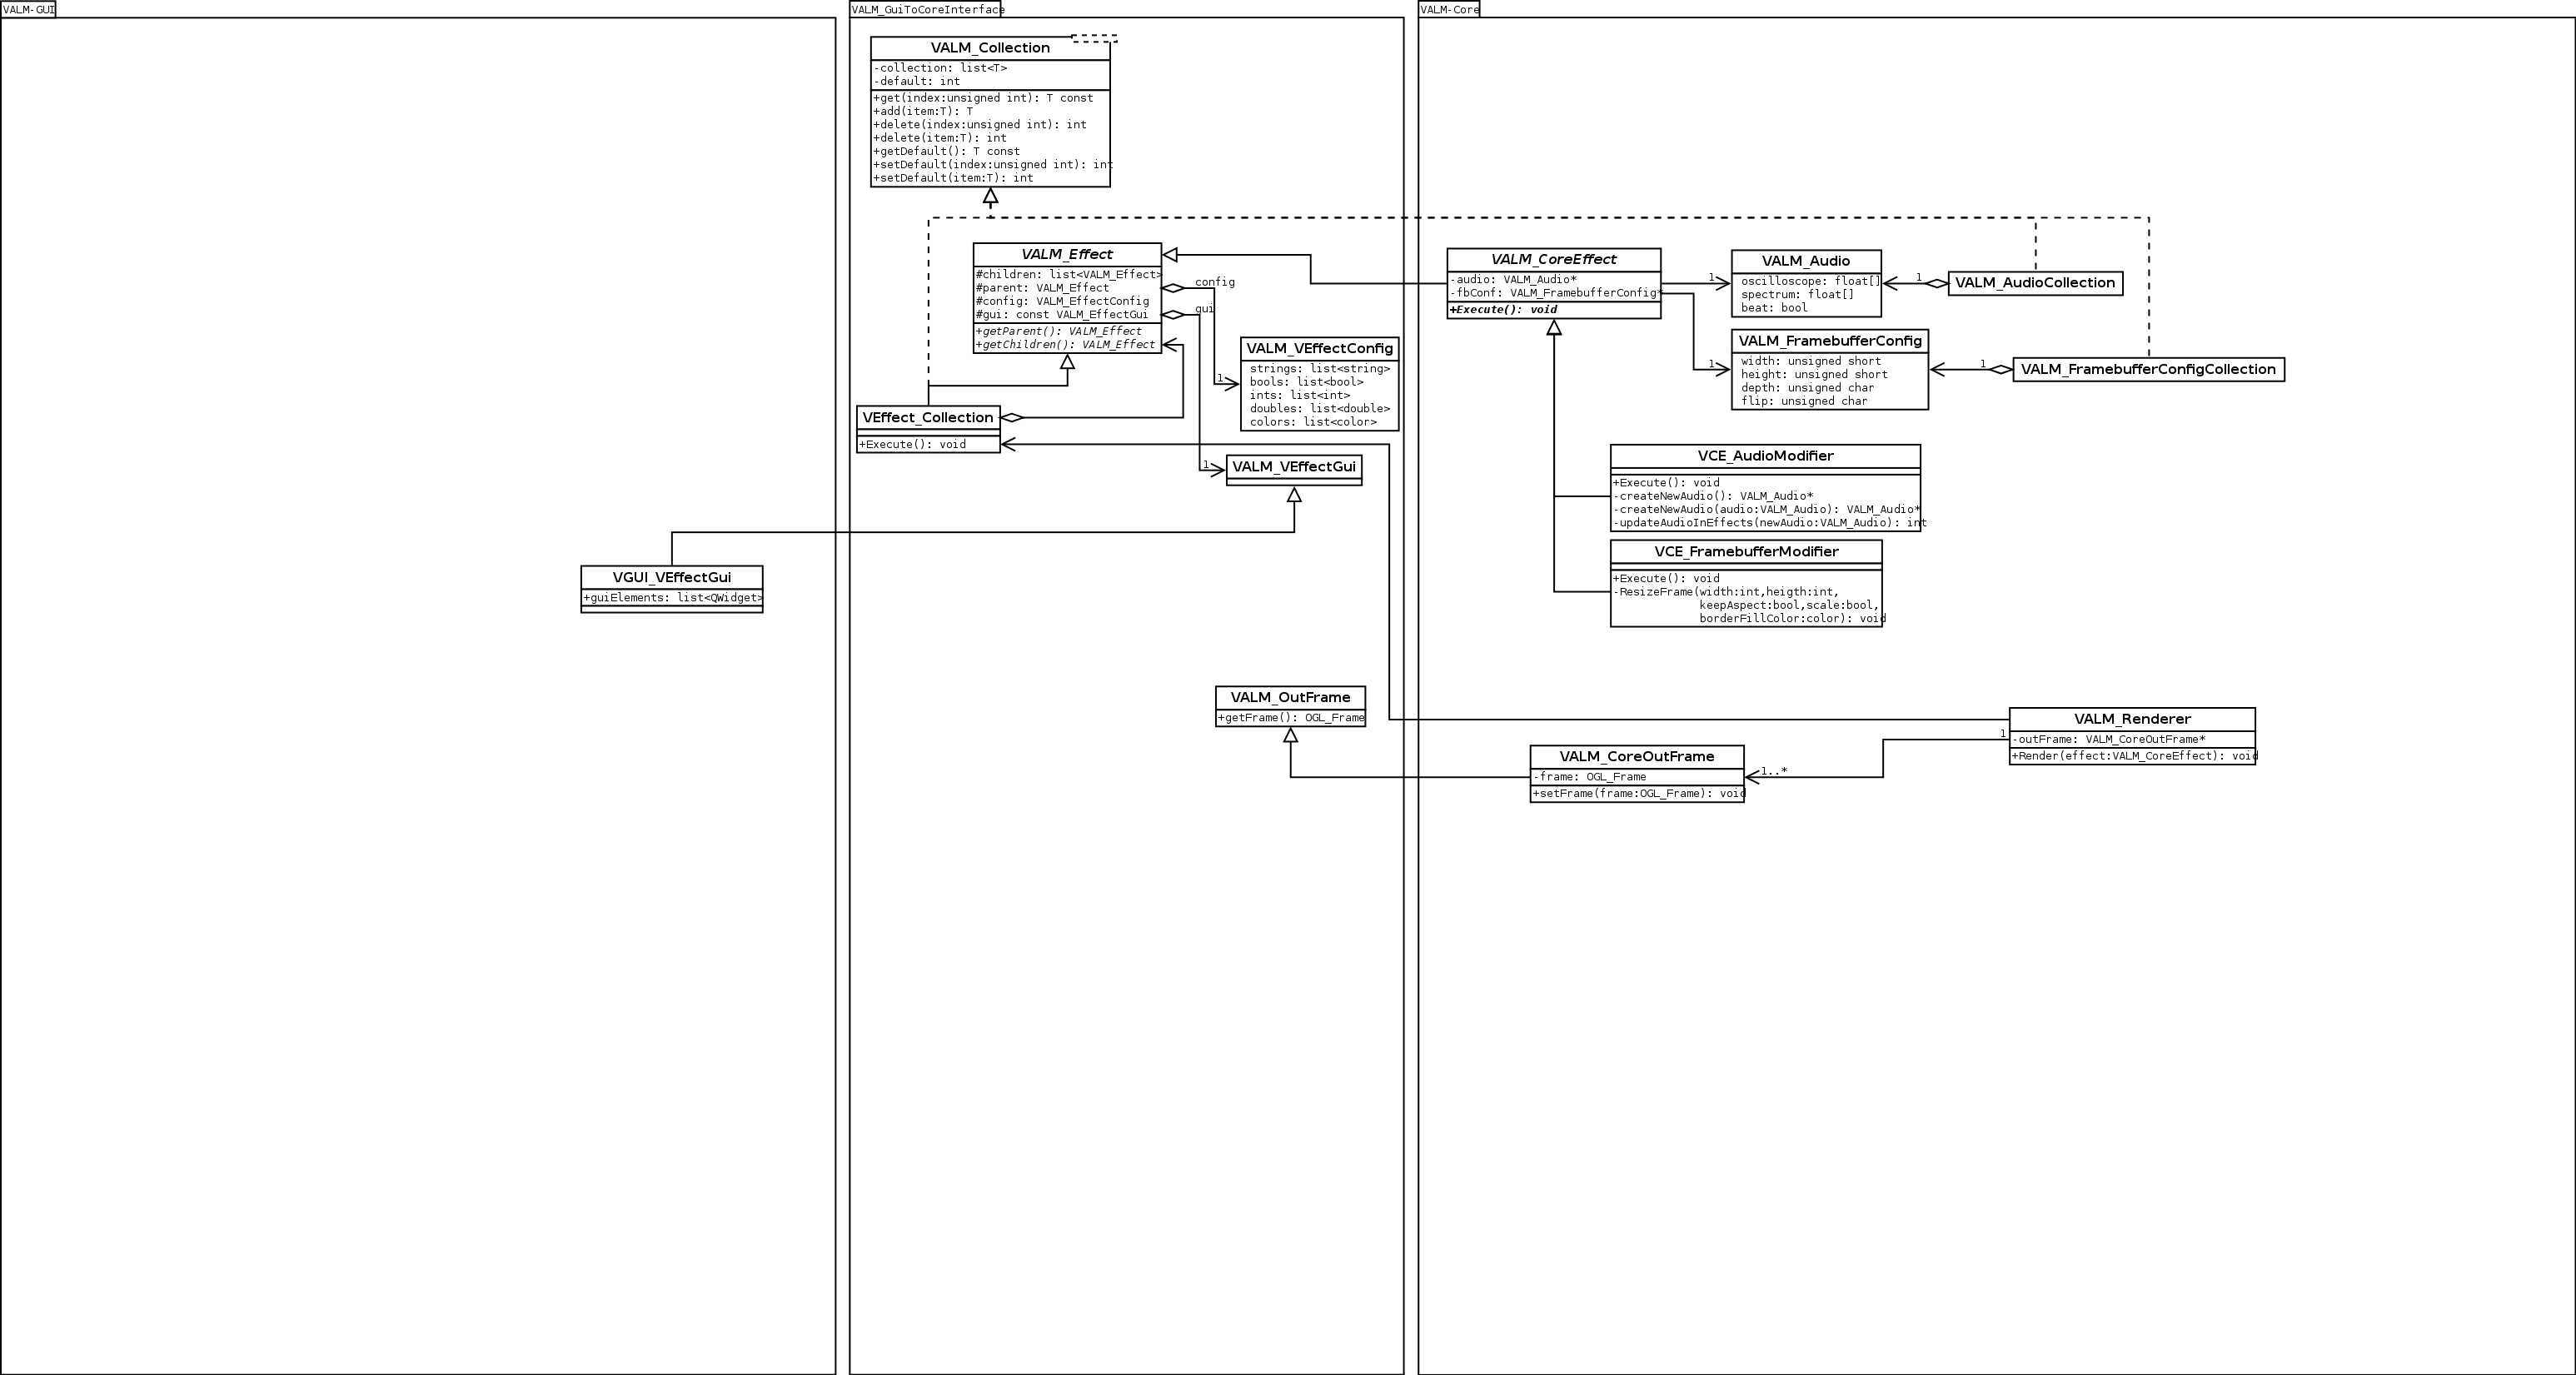 VALM-GUI
VALM_GuiToCoreInterface
VALM-Core
VALM_Collection
-collection: list<T>
-default: int
+get(index:unsigned int): T const
+add(item:T): T
+delete(index:unsigned int): int
+delete(item:T): int
+getDefault(): T const
+setDefault(index:unsigned int): int
+setDefault(item:T): int
VALM_Effect
#children: list<VALM_Effect>
#parent: VALM_Effect
#config: VALM_EffectConfig
#gui: const VALM_EffectGui
+getParent(): VALM_Effect
+getChildren(): VALM_Effect
config
gui
1
1
VALM_VEffectConfig
strings: list<string>
bools: list<bool>
ints: list<int>
doubles: list<double>
colors: list<color>
VEffect_Collection
+Execute(): void
VALM_VEffectGui
VGUI_VEffectGui
+guiElements: list<QWidget>
VALM_CoreEffect
-audio: VALM_Audio*
-fbConf: VALM_FramebufferConfig*
+Execute(): void
1
1
VALM_Audio
oscilloscope: float[]
spectrum: float[]
beat: bool
1
VALM_AudioCollection
VALM_FramebufferConfig
width: unsigned short
height: unsigned short
depth: unsigned char
flip: unsigned char
1
VALM_FramebufferConfigCollection
VCE_AudioModifier
+Execute(): void
-createNewAudio(): VALM_Audio*
-createNewAudio(audio:VALM_Audio): VALM_Audio*
-updateAudioInEffects(newAudio:VALM_Audio): int
VCE_FramebufferModifier
+Execute(): void
-ResizeFrame(width:int,heigth:int,
keepAspect:bool,scale:bool,
borderFillColor:color): void
VALM_OutFrame
+getFrame(): OGL_Frame
VALM_CoreOutFrame
-frame: OGL_Frame
+setFrame(frame:OGL_Frame): void
1..*
1
VALM_Renderer
-outFrame: VALM_CoreOutFrame*
+Render(effect:VALM_CoreEffect): void